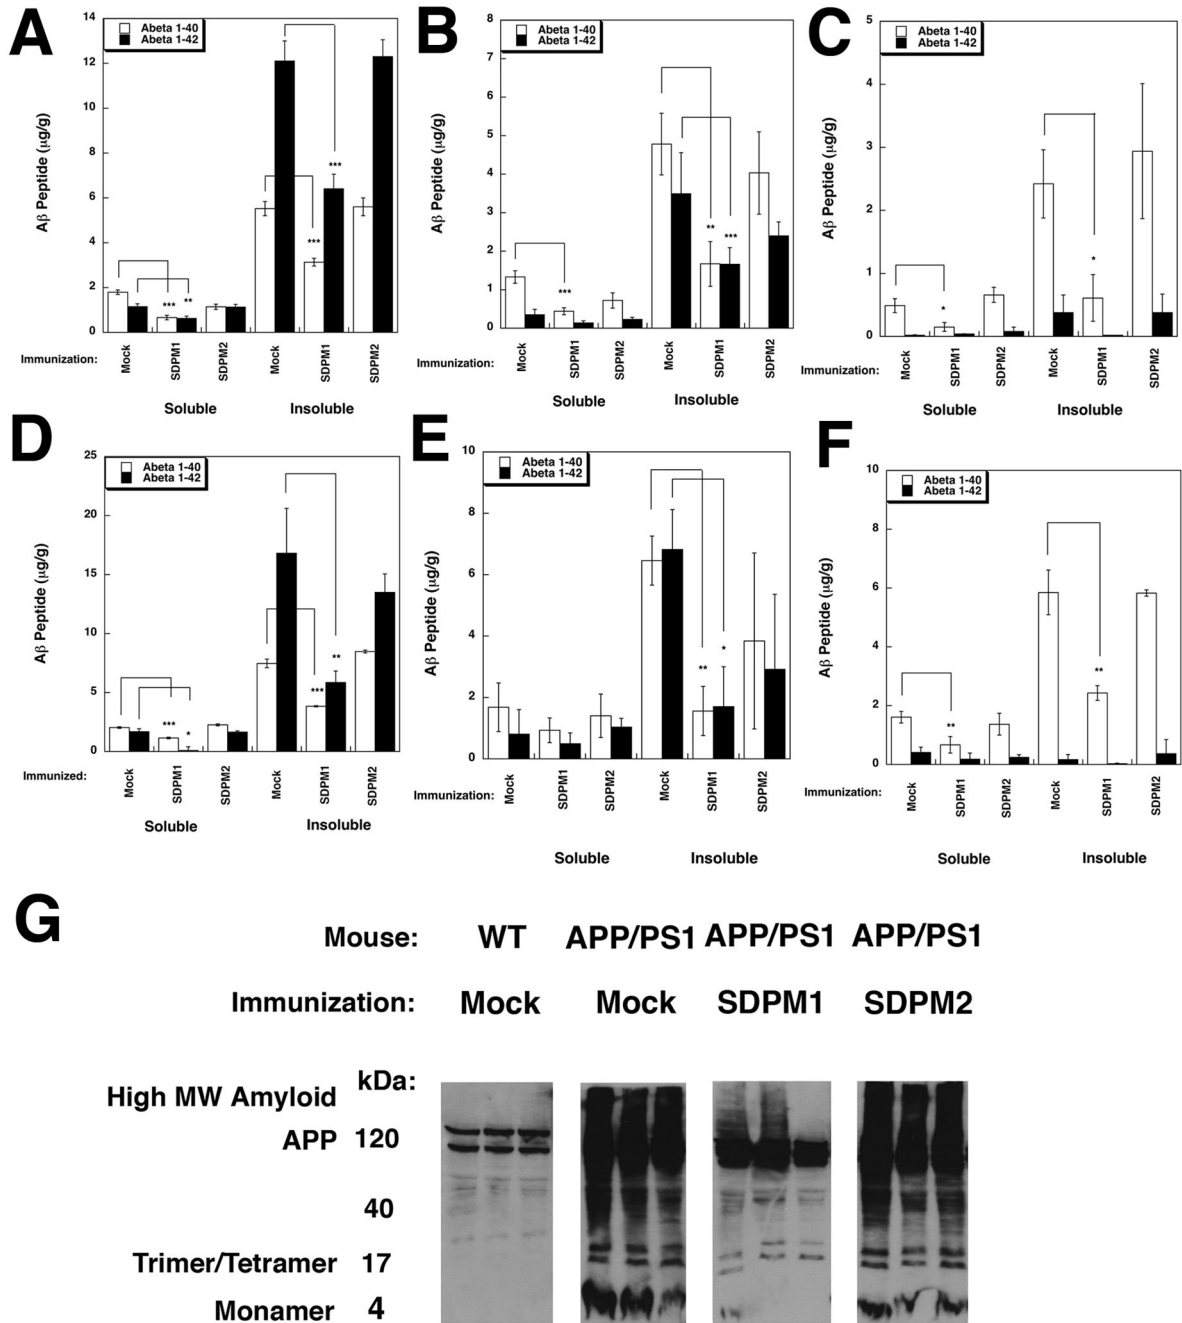 A
Abeta 1-40
Abeta 1-42
Aβ Peptide (μg/g)
14
12
10
8
6
4
2
0
***
**
***
***
Immunization:
Mock
SDPM1
SDPM2
Mock
SDPM1
SDPM2
Soluble
Insoluble
B
Abeta 1-40
Abeta 1-42
Aβ Peptide (μg/g)
8
7
6
5
4
3
2
1
0
***
**
***
Immunization:
Mock
SDPM1
SDPM2
Mock
SDPM1
SDPM2
Soluble
Insoluble
C
Abeta 1-40
Abeta 1-42
Aβ Peptide (μg/g)
5
4
3
2
1
0
*
*
Immunization:
Mock
SDPM1
SDPM2
Mock
SDPM1
SDPM2
Soluble
Insoluble
D
Abeta 1-40
Abeta 1-42
Aβ Peptide (μg/g)
25
20
15
10
5
0
***
*
***
**
Immunized:
Mock
SDPM1
SDPM2
Mock
SDPM1
SDPM2
Soluble
Insoluble
E
Abeta 1-40
Abeta 1-42
Aβ Peptide (μg/g)
10
8
6
4
2
0
**
*
Immunization:
Mock
SDPM1
SDPM2
Mock
SDPM1
SDPM2
Soluble
Insoluble
F
Abeta 1-40
Abeta 1-42
Aβ Peptide (μg/g)
10
8
6
4
2
0
**
**
Immunization:
Mock
SDPM1
SDPM2
Mock
SDPM1
SDPM2
Soluble
Insoluble
G
Mouse: WT APP/PS1 APP/PS1 APP/PS1
Immunization: Mock Mock SDPM1 SDPM2
kDa:
High MW Amyloid
APP 120
40
Trimer/Tetramer 17
Monamer 4